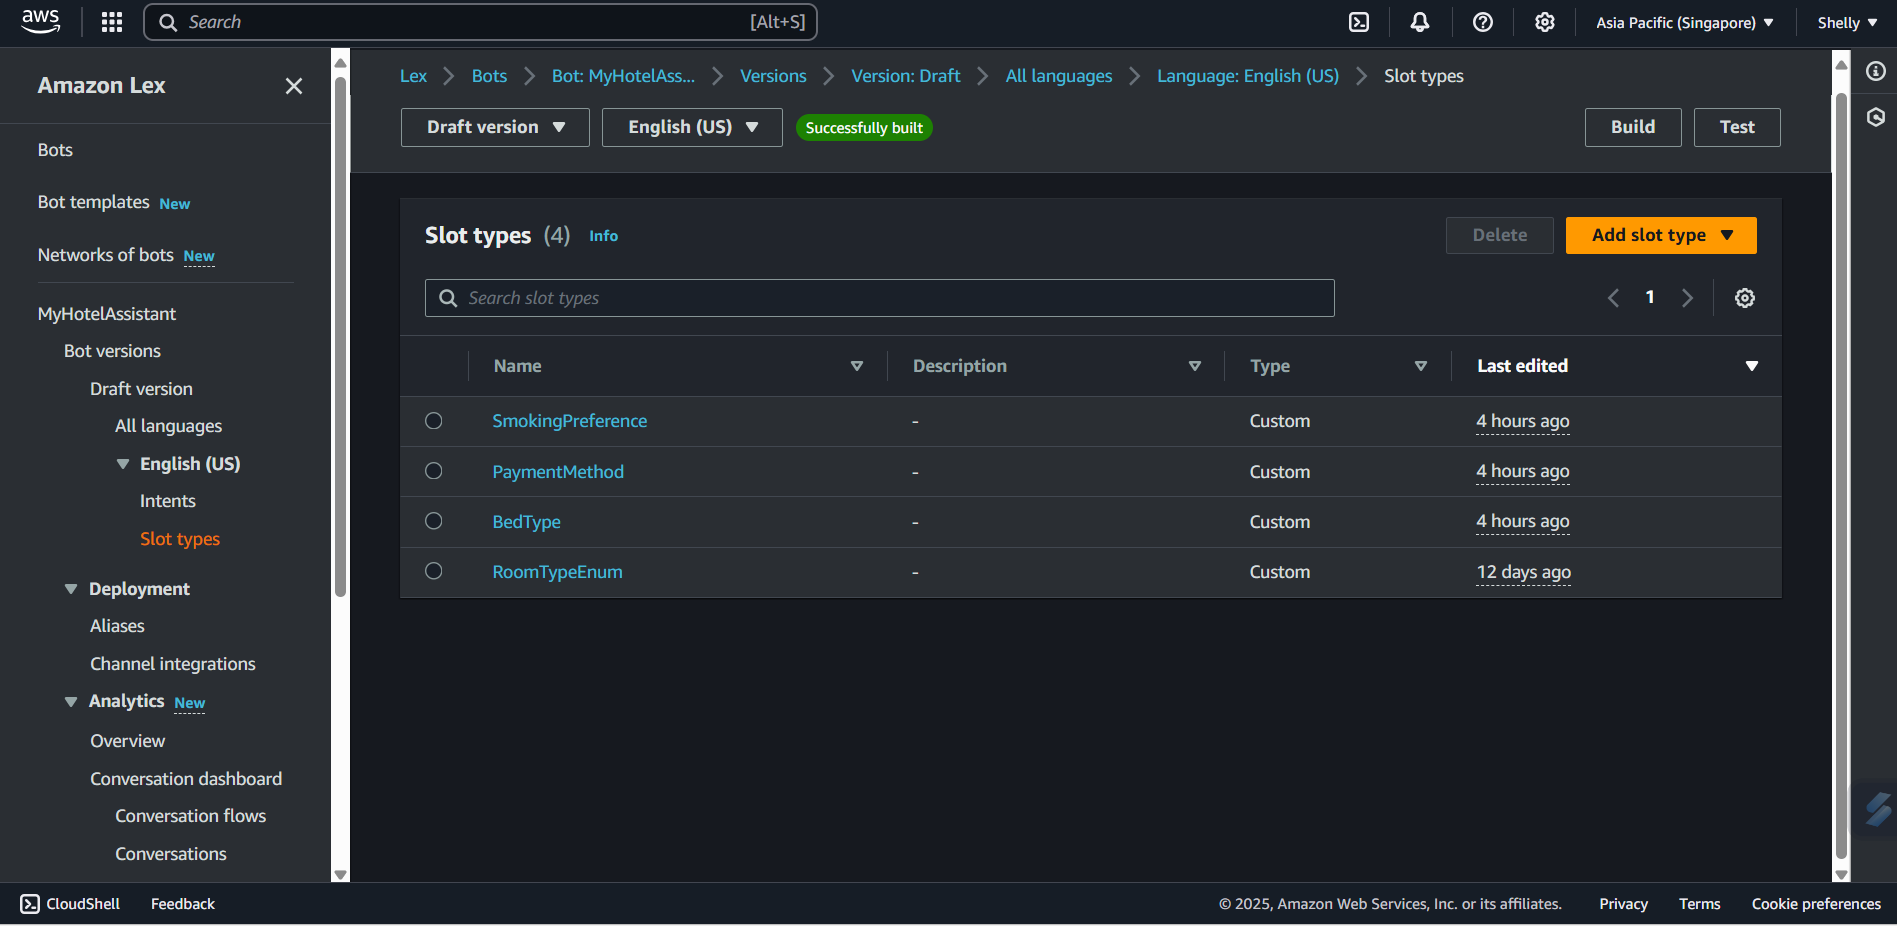 aws
Search [Alt+S]
Asia Pacific (Singapore)
Shelly
Amazon Lex
Bots
Bot templates New
Networks of bots New
MyHotelAssistant
Bot versions
Draft version
All languages
English (US)
Intents
Slot types
Deployment
Aliases
Channel integrations
Analytics New
Overview
Conversation dashboard
Conversation flows
Conversations
Lex Bots Bot: MyHotelAss... Versions Version: Draft All languages Language: English (US) Slot types
Draft version English (US) Successfully built Build Test
Slot types (4) Info Delete Add slot type
Search slot types 1
Name Description Type Last edited
SmokingPreference - Custom 4 hours ago
PaymentMethod - Custom 4 hours ago
BedType - Custom 4 hours ago
RoomTypeEnum - Custom 12 days ago
CloudShell Feedback © 2025, Amazon Web Services, Inc. or its affiliates. Privacy Terms Cookie preferences